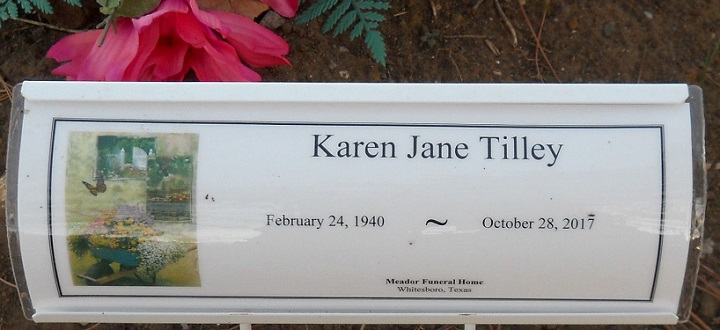 Karen Jane Tilley
February 24, 1940 ~ October 28, 2017
Meador Funeral Home
Whitesboro, Texas